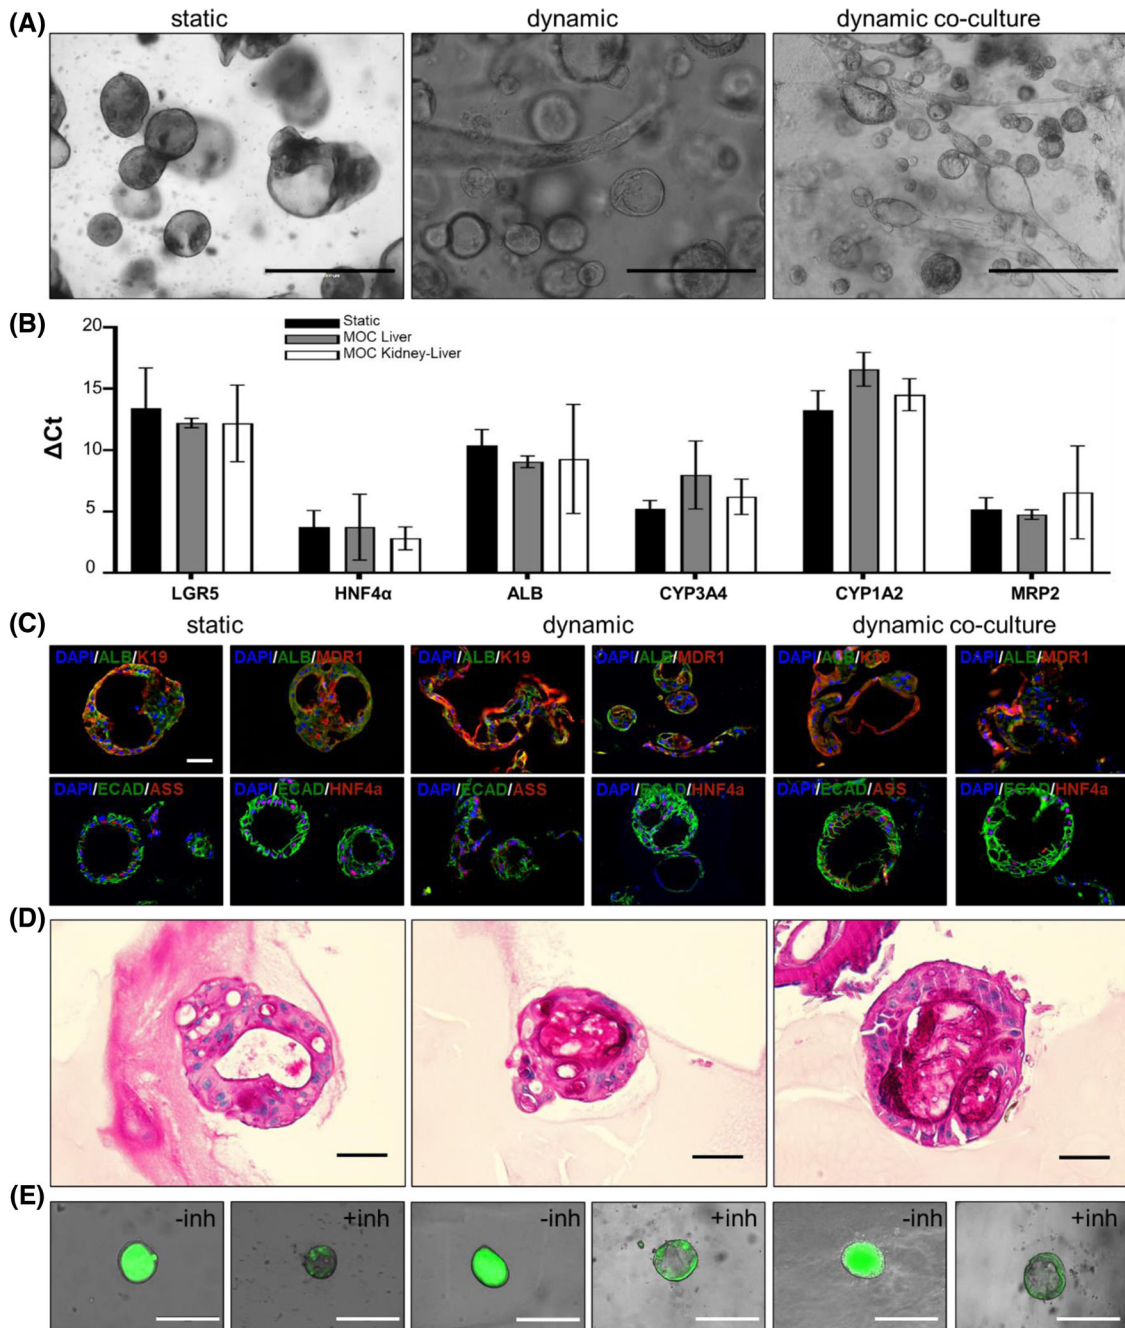 (A) static dynamic dynamic co-culture
(B)
Static
MOC Liver
MOC Kidney-Liver
ΔCt
20
15
10
5
0
LGR5 HNF4α ALB CYP3A4 CYP1A2 MRP2
(C) static dynamic dynamic co-culture
DAPI/ALB/K19 DAPI/ALB/MDR1 DAPI/ALB/K19 DAPI/ALB/MDR1 DAPI/ALB/K19 DAPI/ALB/MDR1
DAPI/ECAD/ASS DAPI/ECAD/HNF4a DAPI/ECAD/ASS DAPI/ECAD/HNF4a DAPI/ECAD/ASS DAPI/ECAD/HNF4a
(D)
(E) -inh +inh -inh +inh -inh +inh